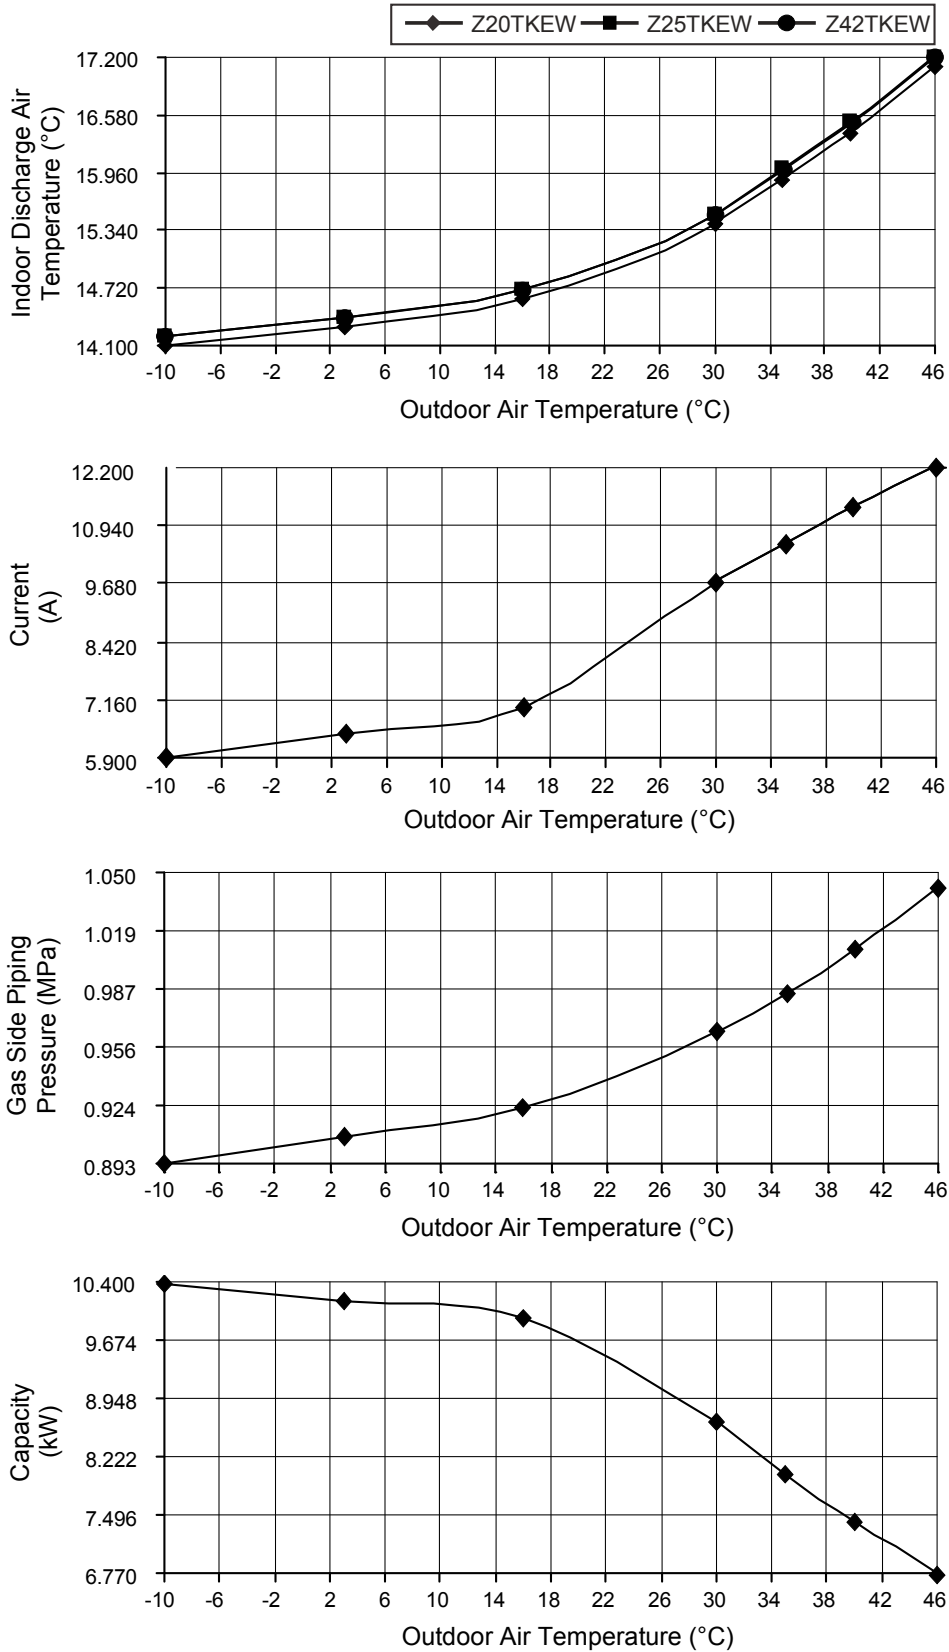 Z20TKEW Z25TKEW Z42TKEW
Indoor Discharge Air
Temperature (°C)
17.200
16.580
15.960
15.340
14.720
14.100
-10 -6 -2 2 6 10 14 18 22 26 30 34 38 42 46
Outdoor Air Temperature (°C)
Current
(A)
12.200
10.940
9.680
8.420
7.160
5.900
-10 -6 -2 2 6 10 14 18 22 26 30 34 38 42 46
Outdoor Air Temperature (°C)
Gas Side Piping
Pressure (MPa)
1.050
1.019
0.987
0.956
0.924
0.893
-10 -6 -2 2 6 10 14 18 22 26 30 34 38 42 46
Outdoor Air Temperature (°C)
Capacity
(kW)
10.400
9.674
8.948
8.222
7.496
6.770
-10 -6 -2 2 6 10 14 18 22 26 30 34 38 42 46
Outdoor Air Temperature (°C)